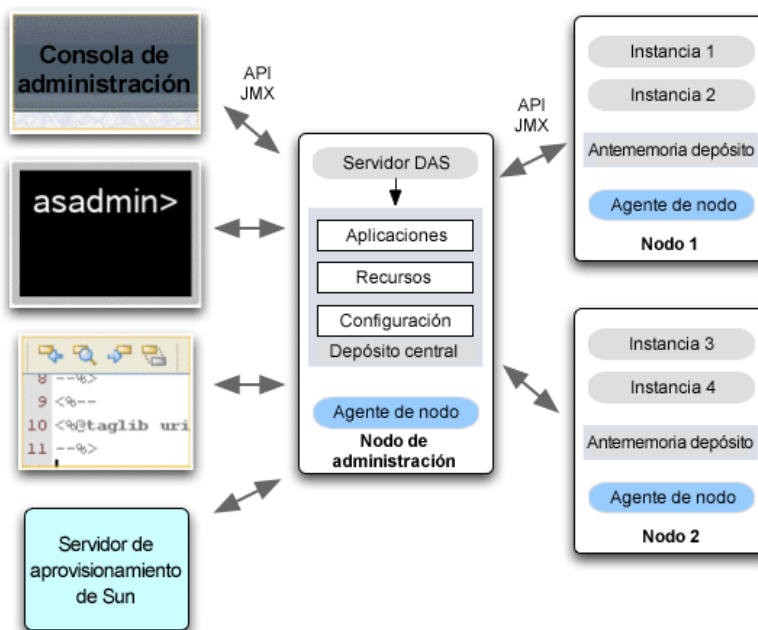 Consola de
administración
API
JMX
asadmin>
8 --%>
9 <%--
10 <%@taglib uri
11 --%>
Servidor de
aprovisionamiento
de Sun
Servidor DAS
Aplicaciones
Recursos
Configuración
Depósito central
Agente de nodo
Nodo de
administración
API
JMX
Instancia 1
Instancia 2
Antememoria depósito
Agente de nodo
Nodo 1
Instancia 3
Instancia 4
Antememoria depósito
Agente de nodo
Nodo 2